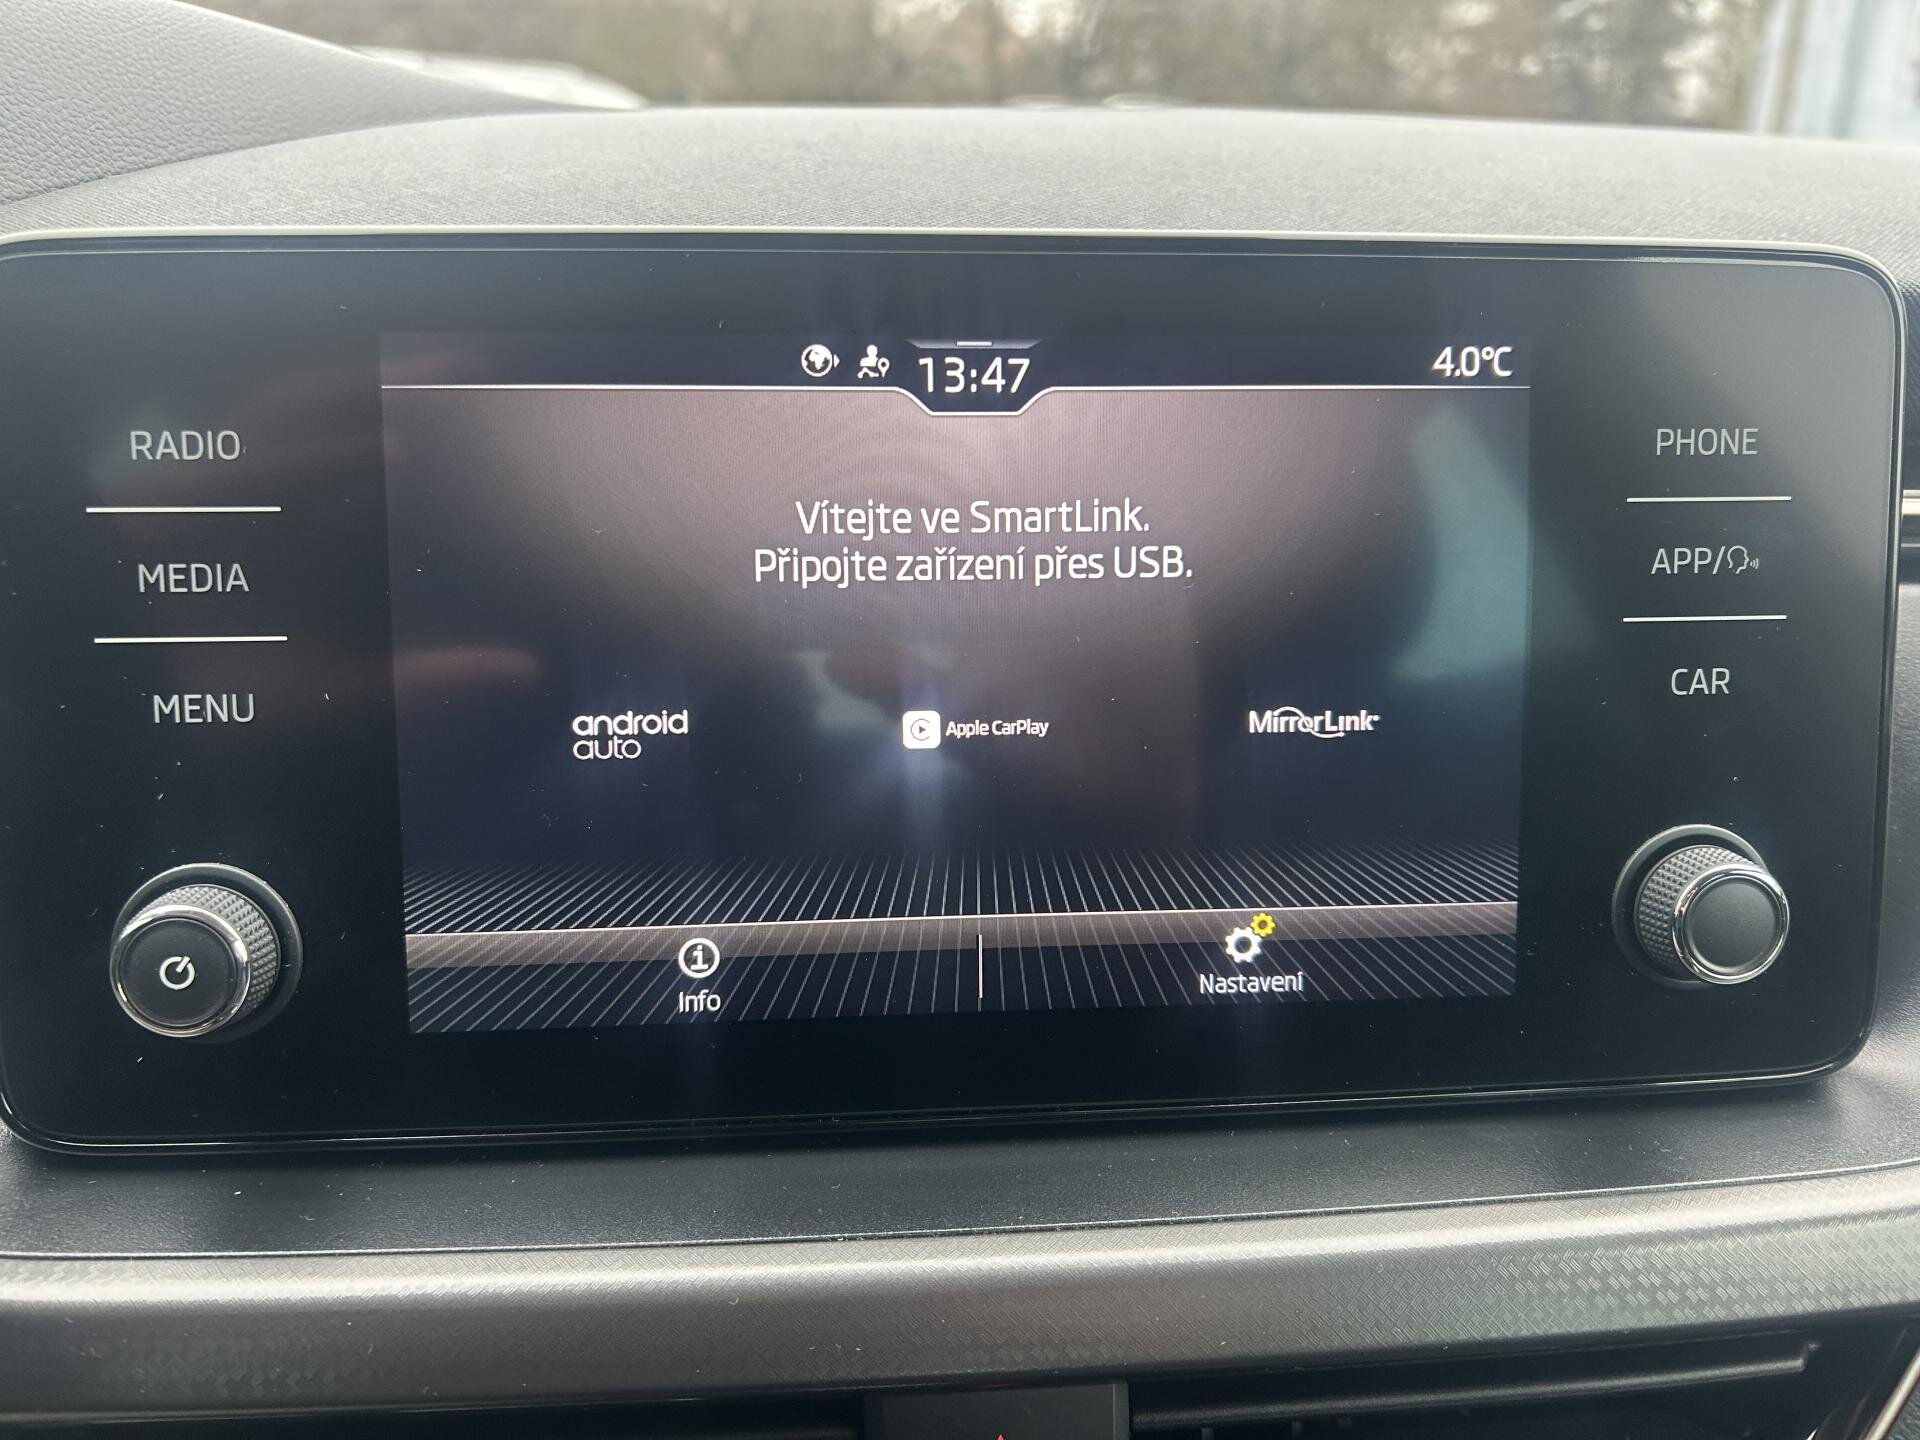 13:47
4.0°C
RADIO
MEDIA
MENU
Vítejte ve SmartLink.
Připojte zařízení přes USB.
android
auto
Apple CarPlay
MirrorLink
Info
Nastavení
PHONE
APP/
CAR